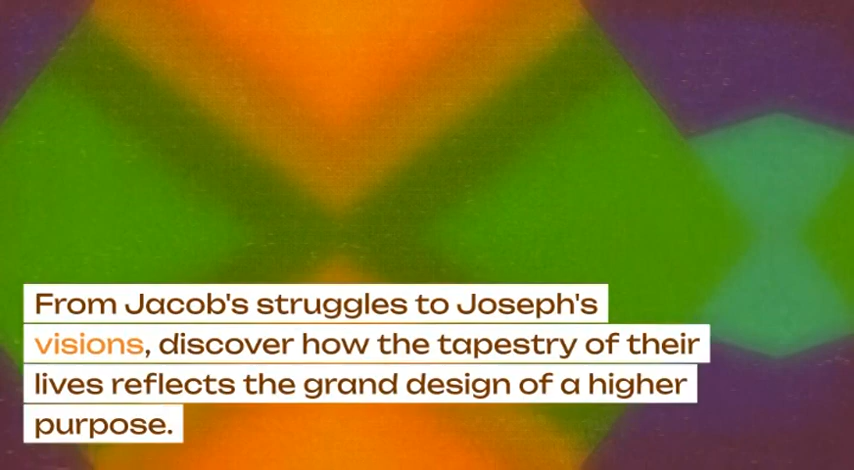 From Jacob's struggles to Joseph's
visions, discover how the tapestry of their
lives reflects the grand design of a higher
purpose.